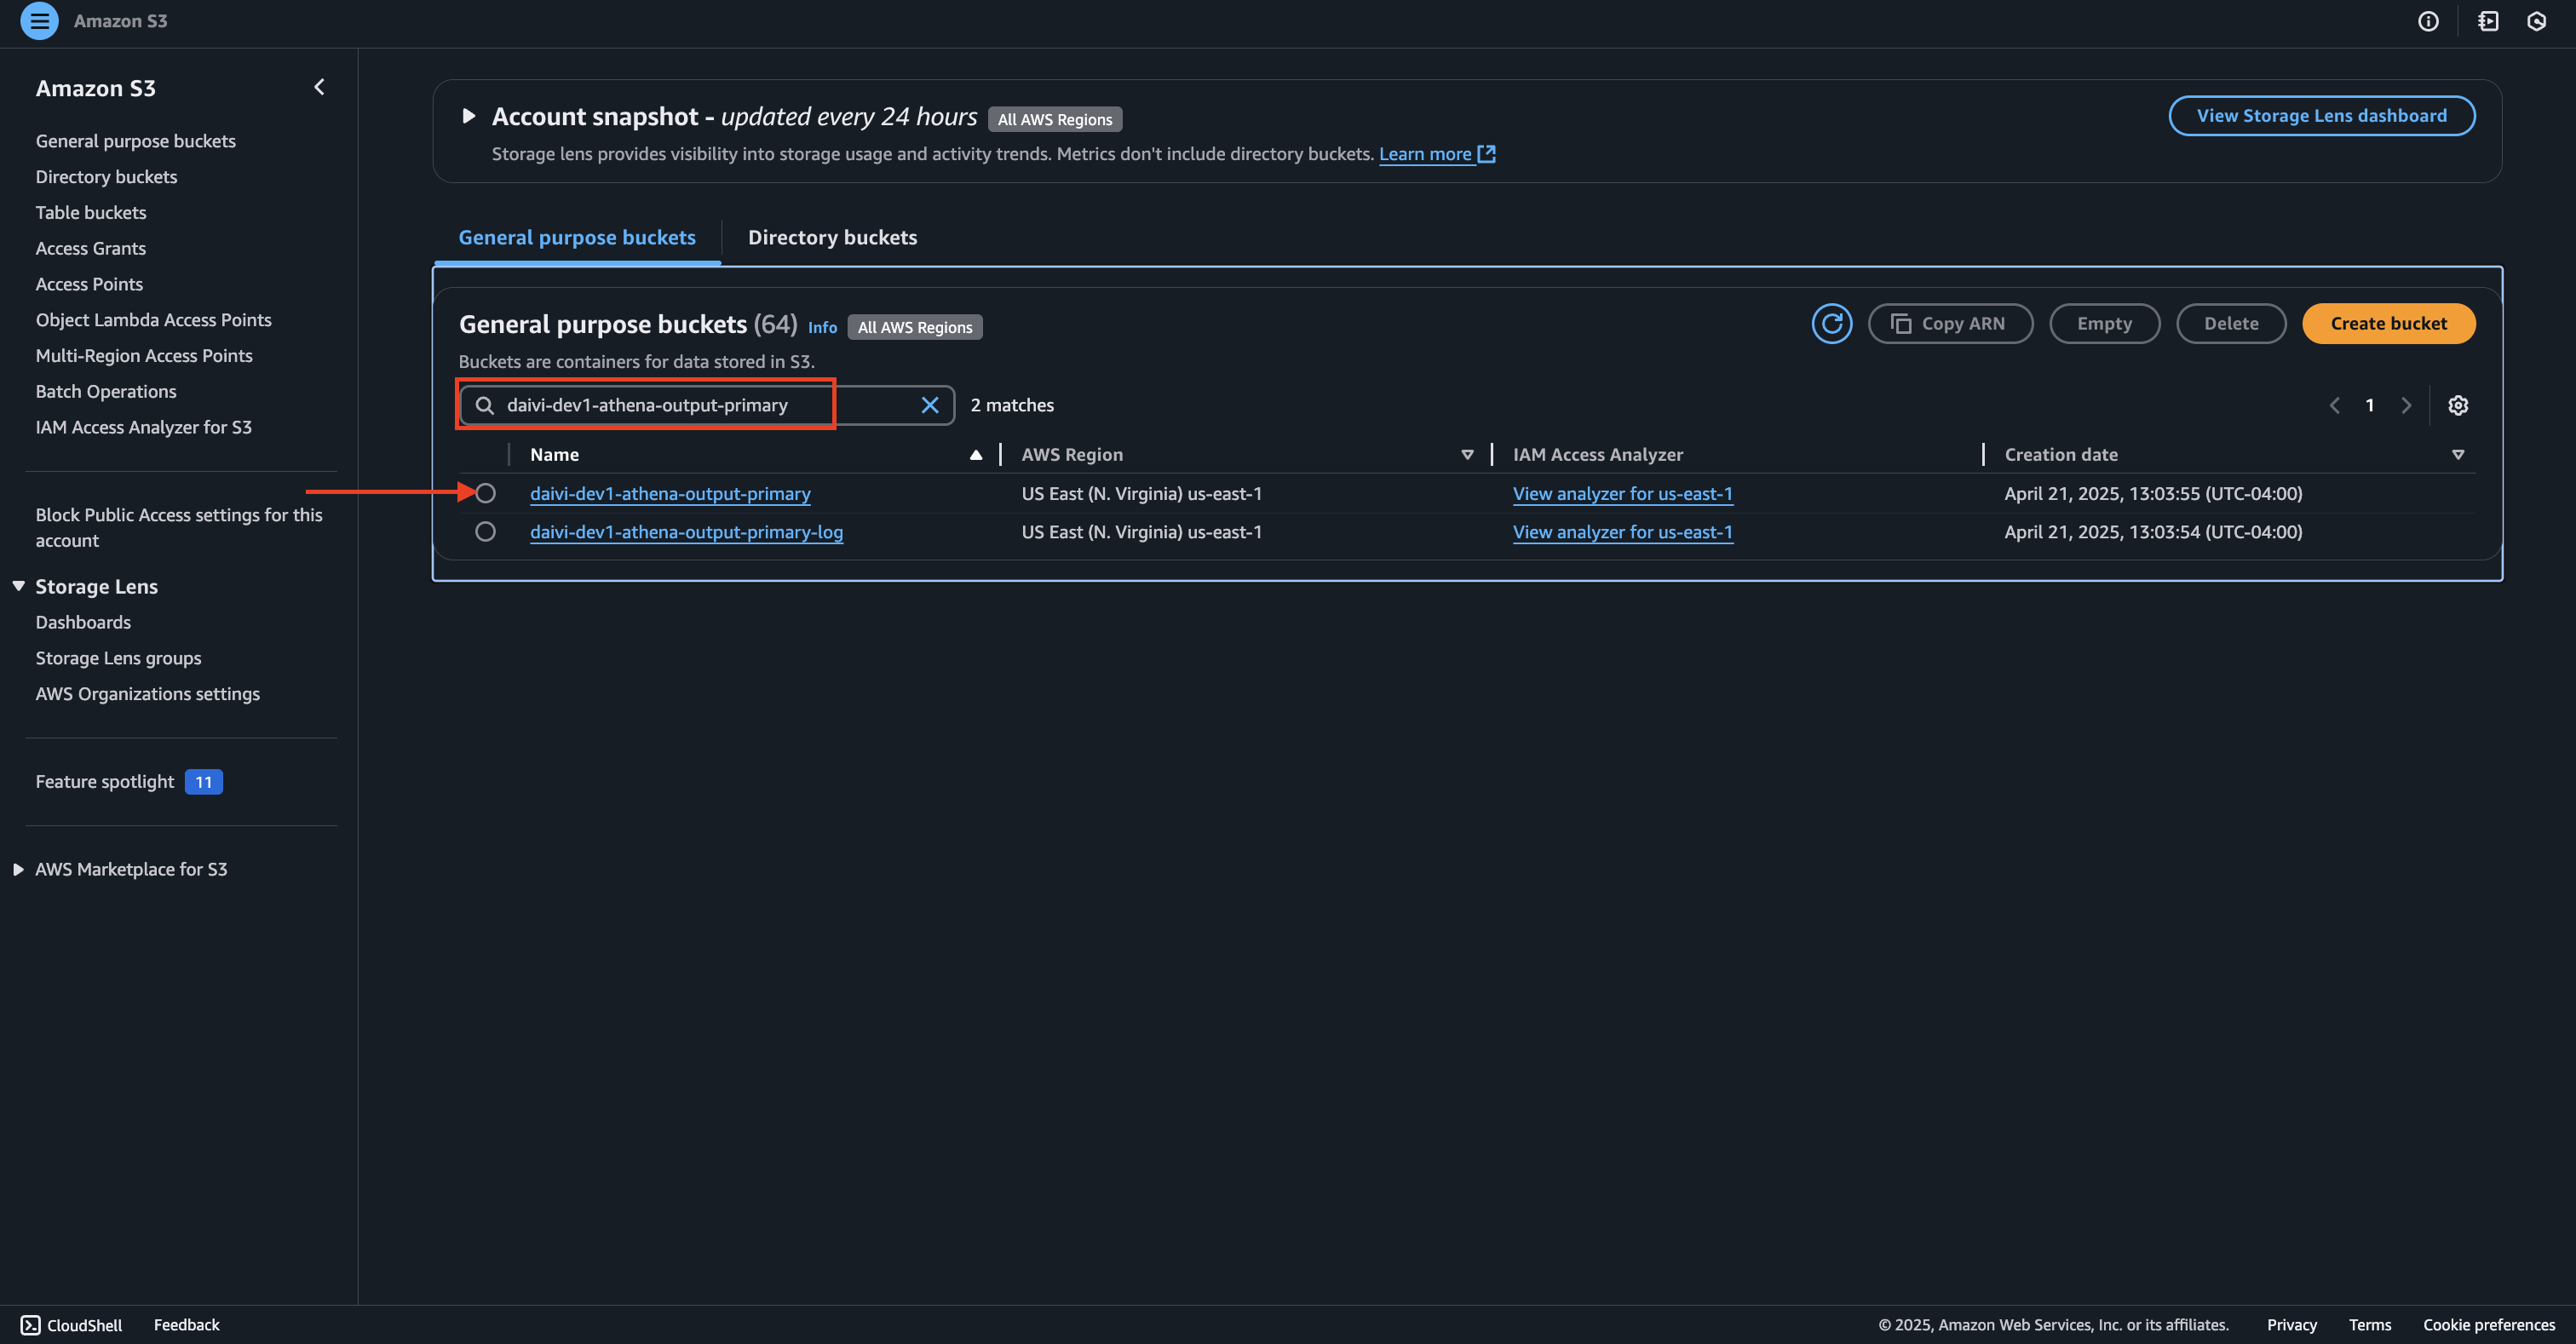 Amazon S3
Amazon S3
General purpose buckets
Directory buckets
Table buckets
Access Grants
Access Points
Object Lambda Access Points
Multi-Region Access Points
Batch Operations
IAM Access Analyzer for S3
Block Public Access settings for this
account
Storage Lens
Dashboards
Storage Lens groups
AWS Organizations settings
Feature spotlight 11
AWS Marketplace for S3
Account snapshot - updated every 24 hours All AWS Regions
View Storage Lens dashboard
Storage lens provides visibility into storage usage and activity trends. Metrics don't include directory buckets. Learn more
General purpose buckets Directory buckets
General purpose buckets (64) Info All AWS Regions
Copy ARN Empty Delete Create bucket
Buckets are containers for data stored in S3.
daivi-dev1-athena-output-primary 2 matches 1
Name AWS Region IAM Access Analyzer Creation date
daivi-dev1-athena-output-primary US East (N. Virginia) us-east-1 View analyzer for us-east-1 April 21, 2025, 13:03:55 (UTC-04:00)
daivi-dev1-athena-output-primary-log US East (N. Virginia) us-east-1 View analyzer for us-east-1 April 21, 2025, 13:03:54 (UTC-04:00)
CloudShell Feedback © 2025, Amazon Web Services, Inc. or its affiliates. Privacy Terms Cookie preferences